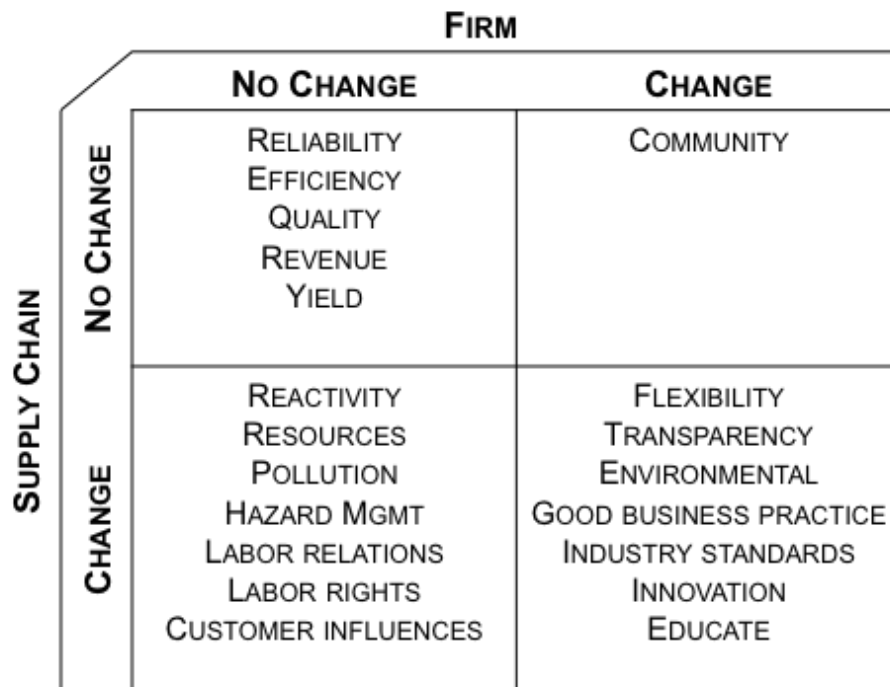 FIRM
NO CHANGE CHANGE
SUPPLY CHAIN
NO CHANGE
RELIABILITY COMMUNITY
EFFICIENCY
QUALITY
REVENUE
YIELD
CHANGE
REACTIVITY FLEXIBILITY
RESOURCES TRANSPARENCY
POLLUTION ENVIRONMENTAL
HAZARD MGMT GOOD BUSINESS PRACTICE
LABOR RELATIONS INDUSTRY STANDARDS
LABOR RIGHTS INNOVATION
CUSTOMER INFLUENCES EDUCATE